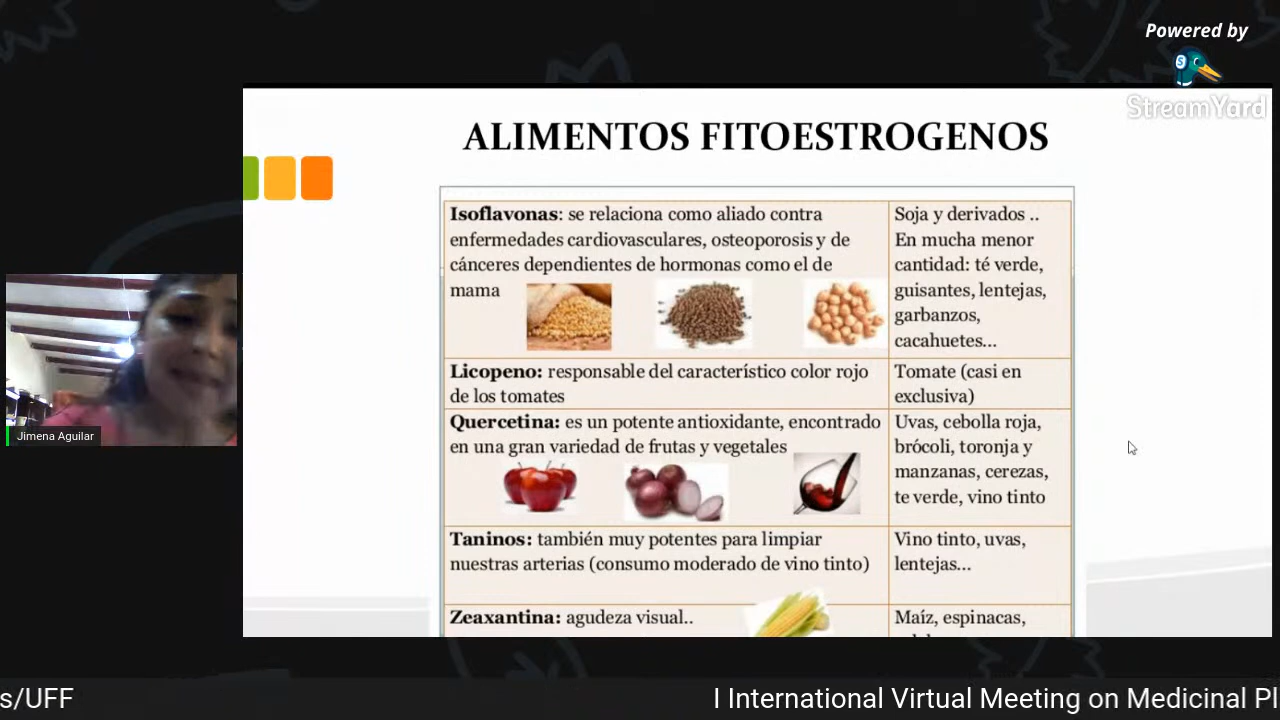 Powered by
StreamYard
ALIMENTOS FITOESTROGENOS
Isoflavonas: se relaciona como aliado contra
enfermedades cardiovasculares, osteoporosis y de
cánceres dependientes de hormonas como el de
mama
Soja y derivados ..
En mucha menor
cantidad: té verde,
guisantes, lentejas,
garbanzos,
cacahuetes...
Licopeno: responsable del característico color rojo
de los tomates
Tomate (casi en
exclusiva)
Quercetina: es un potente antioxidante, encontrado
en una gran variedad de frutas y vegetales
Uvas, cebolla roja,
brócoli, toronja y
manzanas, cerezas,
te verde, vino tinto
Taninos: también muy potentes para limpiar
nuestras arterias (consumo moderado de vino tinto)
Vino tinto, uvas,
lentejas...
Zeaxantina: agudeza visual..
Maíz, espinacas,
Jimena Aguilar
s/UFF
I International Virtual Meeting on Medicinal Pl